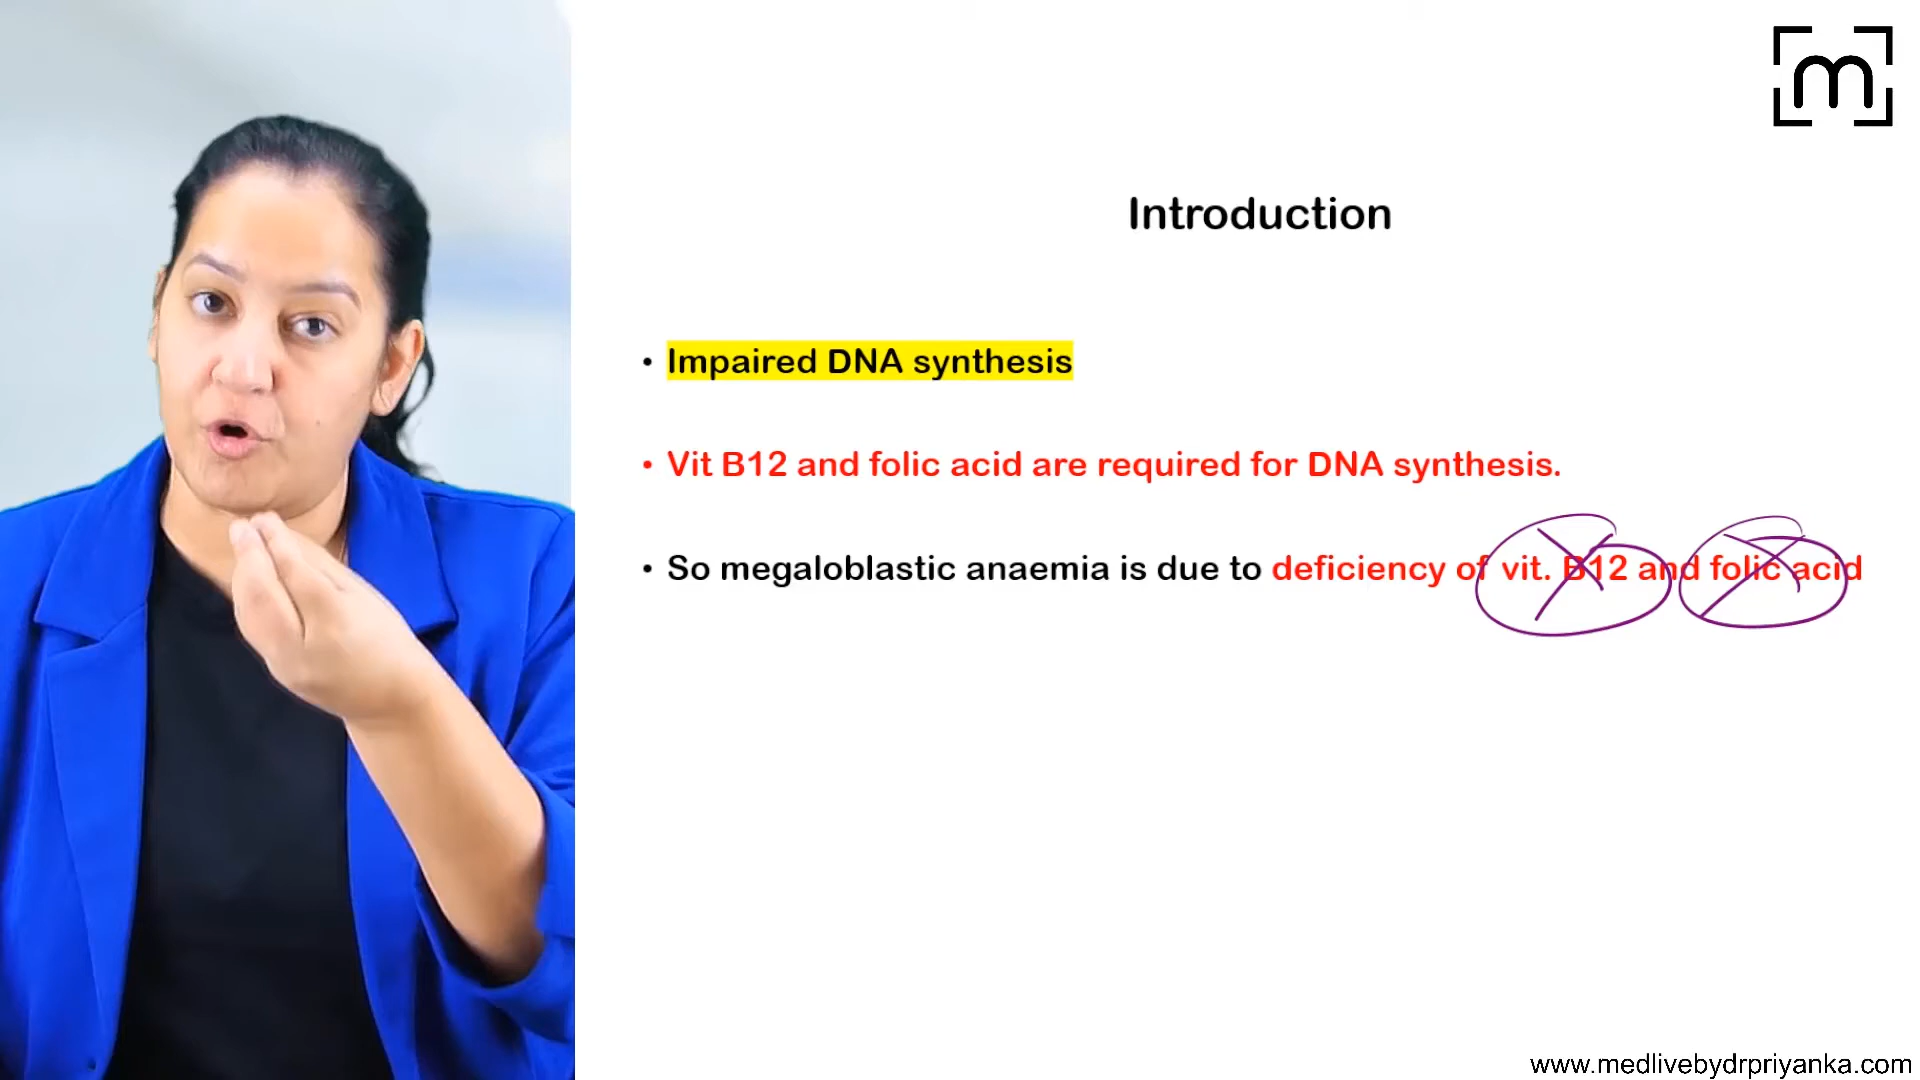 m
Introduction
• Impaired DNA synthesis
• Vit B12 and folic acid are required for DNA synthesis.
• So megaloblastic anaemia is due to deficiency of vit. B12 and folic acid
www.medlivebydrpriyanka.com